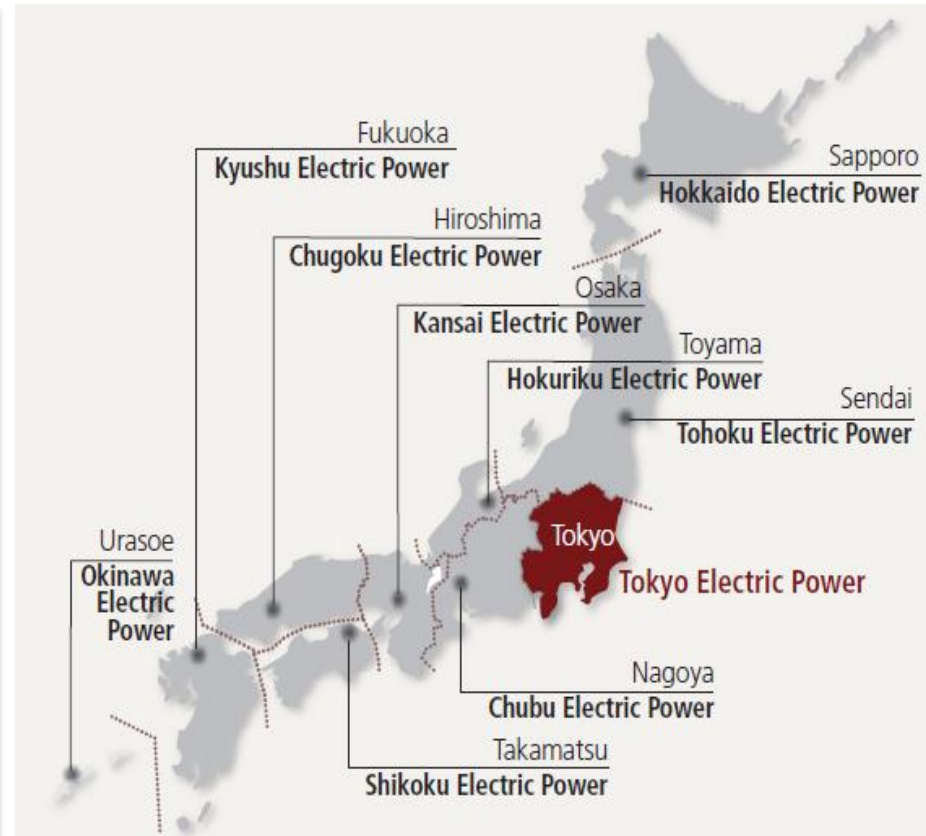 Fukuoka
Kyushu Electric Power
Sapporo
Hokkaido Electric Power
Hiroshima
Chugoku Electric Power
Osaka
Kansai Electric Power
Toyama
Hokuriku Electric Power
Sendai
Tohoku Electric Power
Tokyo
Tokyo Electric Power
Urasoe
Okinawa
Electric
Power
Nagoya
Chubu Electric Power
Takamatsu
Shikoku Electric Power